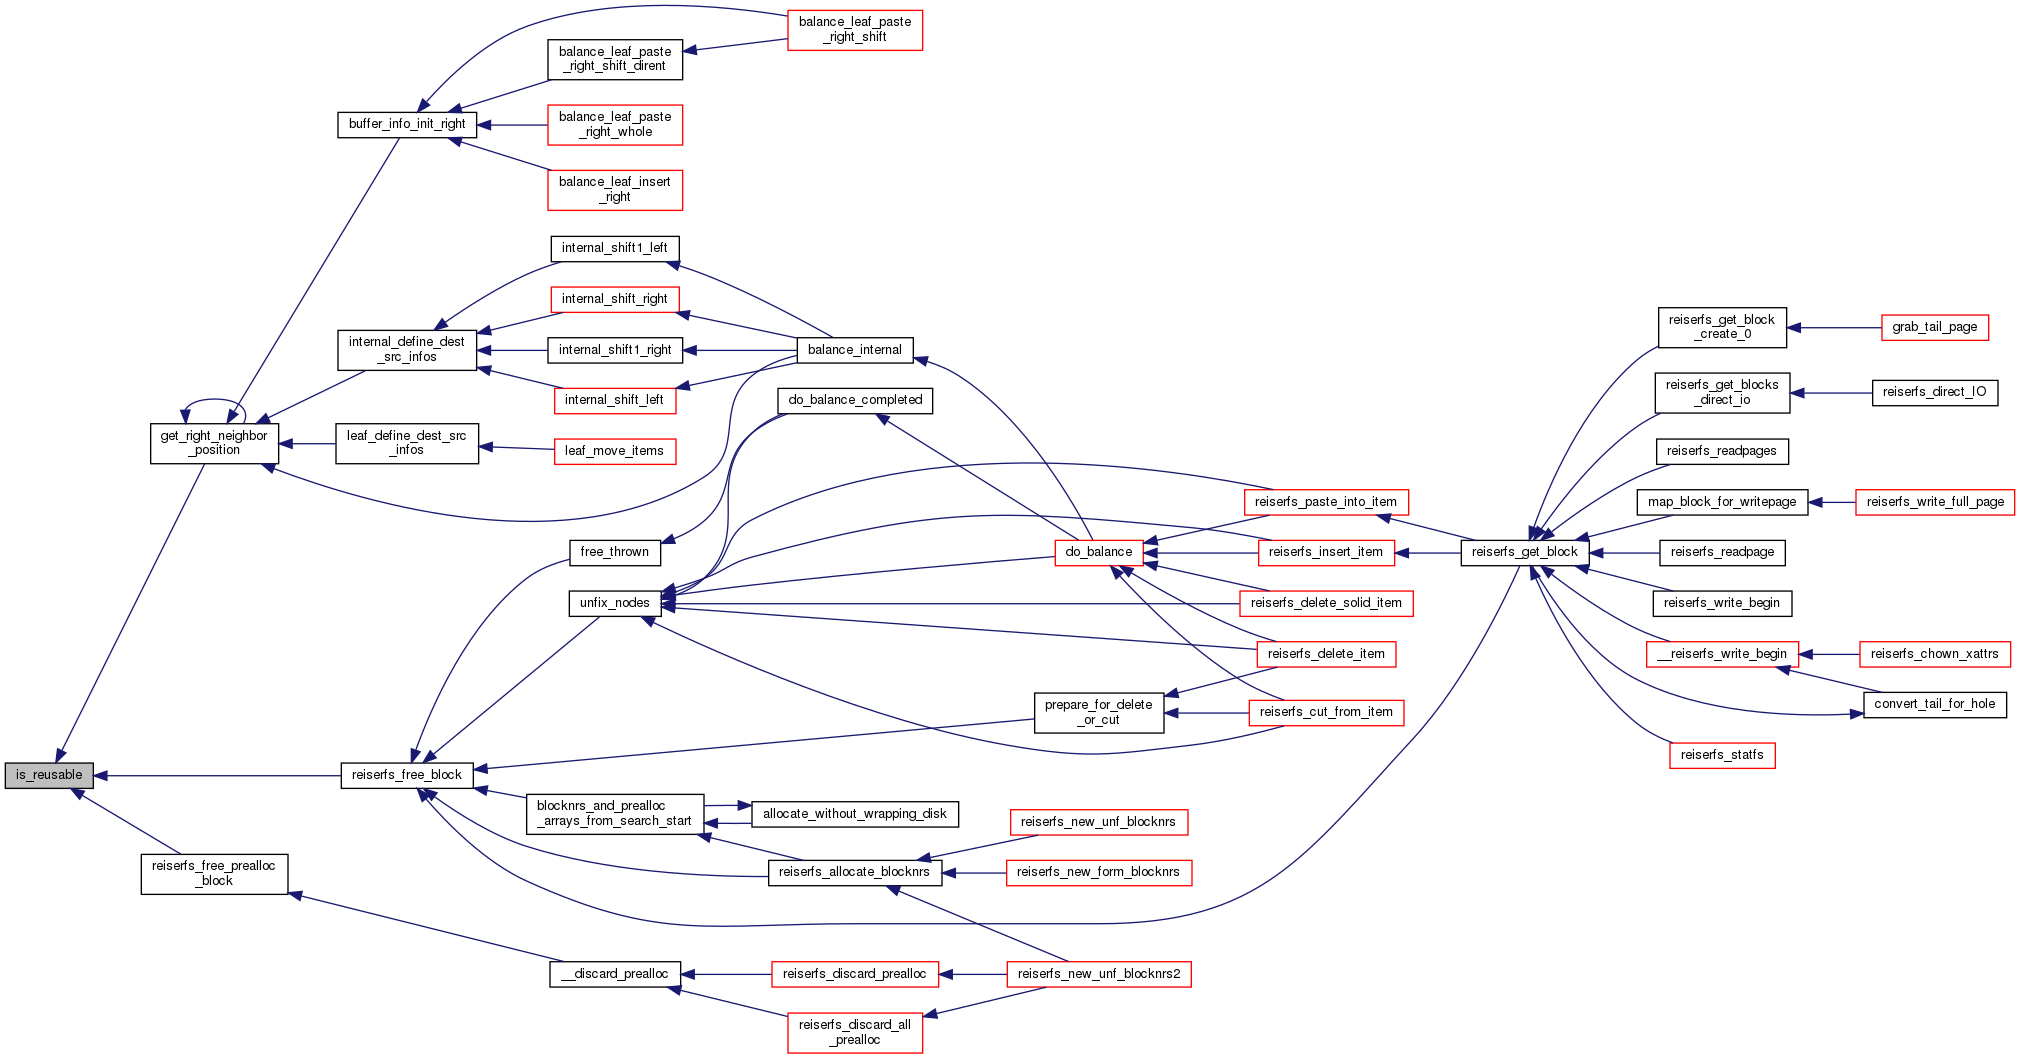 balance_leaf_paste
_right_shift
balance_leaf_paste
_right_shift_dirent
buffer_info_init_right
balance_leaf_paste
_right_whole
balance_leaf_insert
_right
internal_shift1_left
internal_shift_right
internal_define_dest
_src_infos
internal_shift1_right
balance_internal
internal_shift_left
do_balance_completed
get_right_neighbor
_position
leaf_define_dest_src
_infos
leaf_move_items
free_thrown
unfix_nodes
do_balance
reiserfs_paste_into_item
reiserfs_insert_item
reiserfs_delete_solid_item
reiserfs_delete_item
prepare_for_delete
_or_cut
reiserfs_cut_from_item
reiserfs_get_block
reiserfs_get_block
_create_0
grab_tail_page
reiserfs_get_blocks
_direct_io
reiserfs_direct_IO
reiserfs_readpages
map_block_for_writepage
reiserfs_write_full_page
reiserfs_readpage
reiserfs_write_begin
__reiserfs_write_begin
reiserfs_chown_xattrs
convert_tail_for_hole
reiserfs_statfs
is_reusable
reiserfs_free_block
blocknrs_and_prealloc
_arrays_from_search_start
allocate_without_wrapping_disk
reiserfs_new_unf_blocknrs
reiserfs_allocate_blocknrs
reiserfs_new_form_blocknrs
reiserfs_free_prealloc
_block
__discard_prealloc
reiserfs_discard_prealloc
reiserfs_new_unf_blocknrs2
reiserfs_discard_all
_prealloc